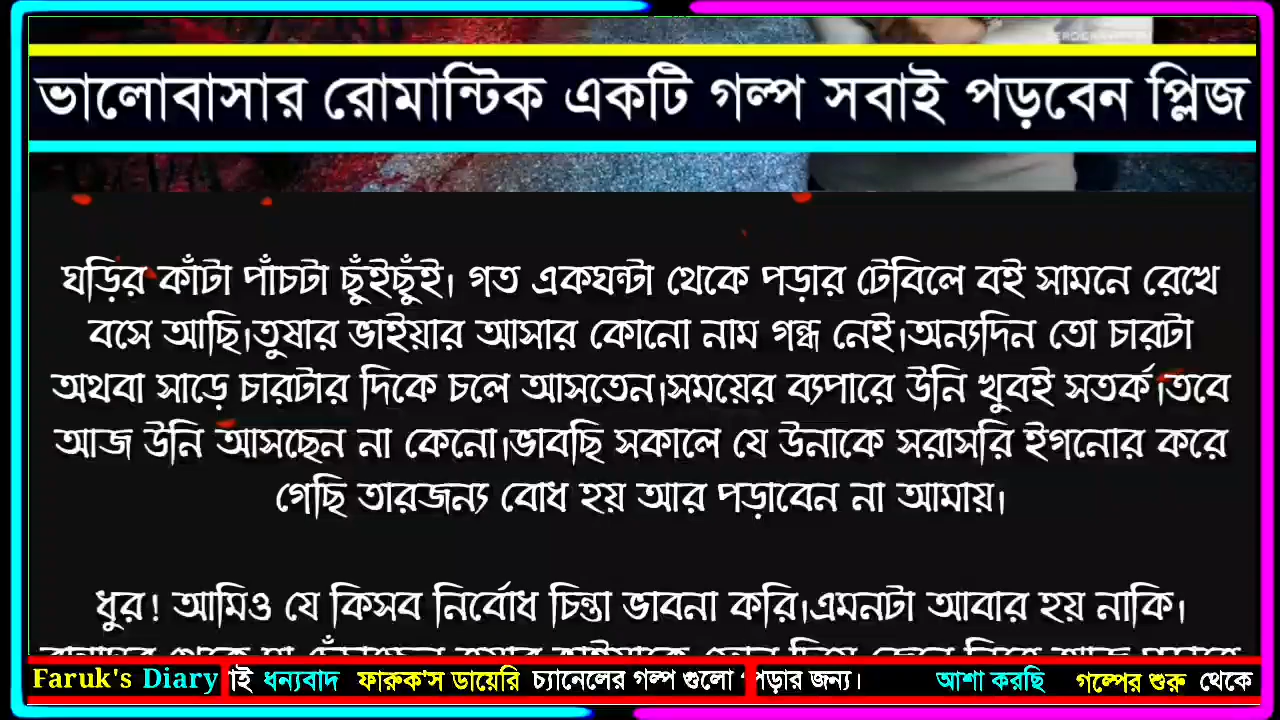 ভালোবাসার রোমান্টিক একটি গল্প সবাই পড়বেন প্লিজ
ঘড়ির কাঁটা পাঁচটা ছুঁইছুঁই। গত একঘন্টা থেকে পড়ার টেবিলে বই সামনে রেখে
বসে আছি।তুষার ভাইয়ার আসার কোনো নাম গন্ধ নেই।অন্যদিন তো চারটা
অথবা সাড়ে চারটার দিকে চলে আসতেন।সময়ের ব্যপারে উনি খুবই সতর্ক।তবে
আজ উনি আসছেন না কেনো।ভাবছি সকালে যে উনাকে সরাসরি ইগনোর করে
গেছি তারজন্য বোধ হয় আর পড়াবেন না আমায়।
ধুর! আমিও যে কিসব নির্বোধ চিন্তা ভাবনা করি।এমনটা আবার হয় নাকি।
Faruk's Diary ধন্যবাদ ফারুক'স ডায়েরি চ্যানেলের গল্প গুলো পড়ার জন্য। আশা করছি গল্পের শুরু থেকে